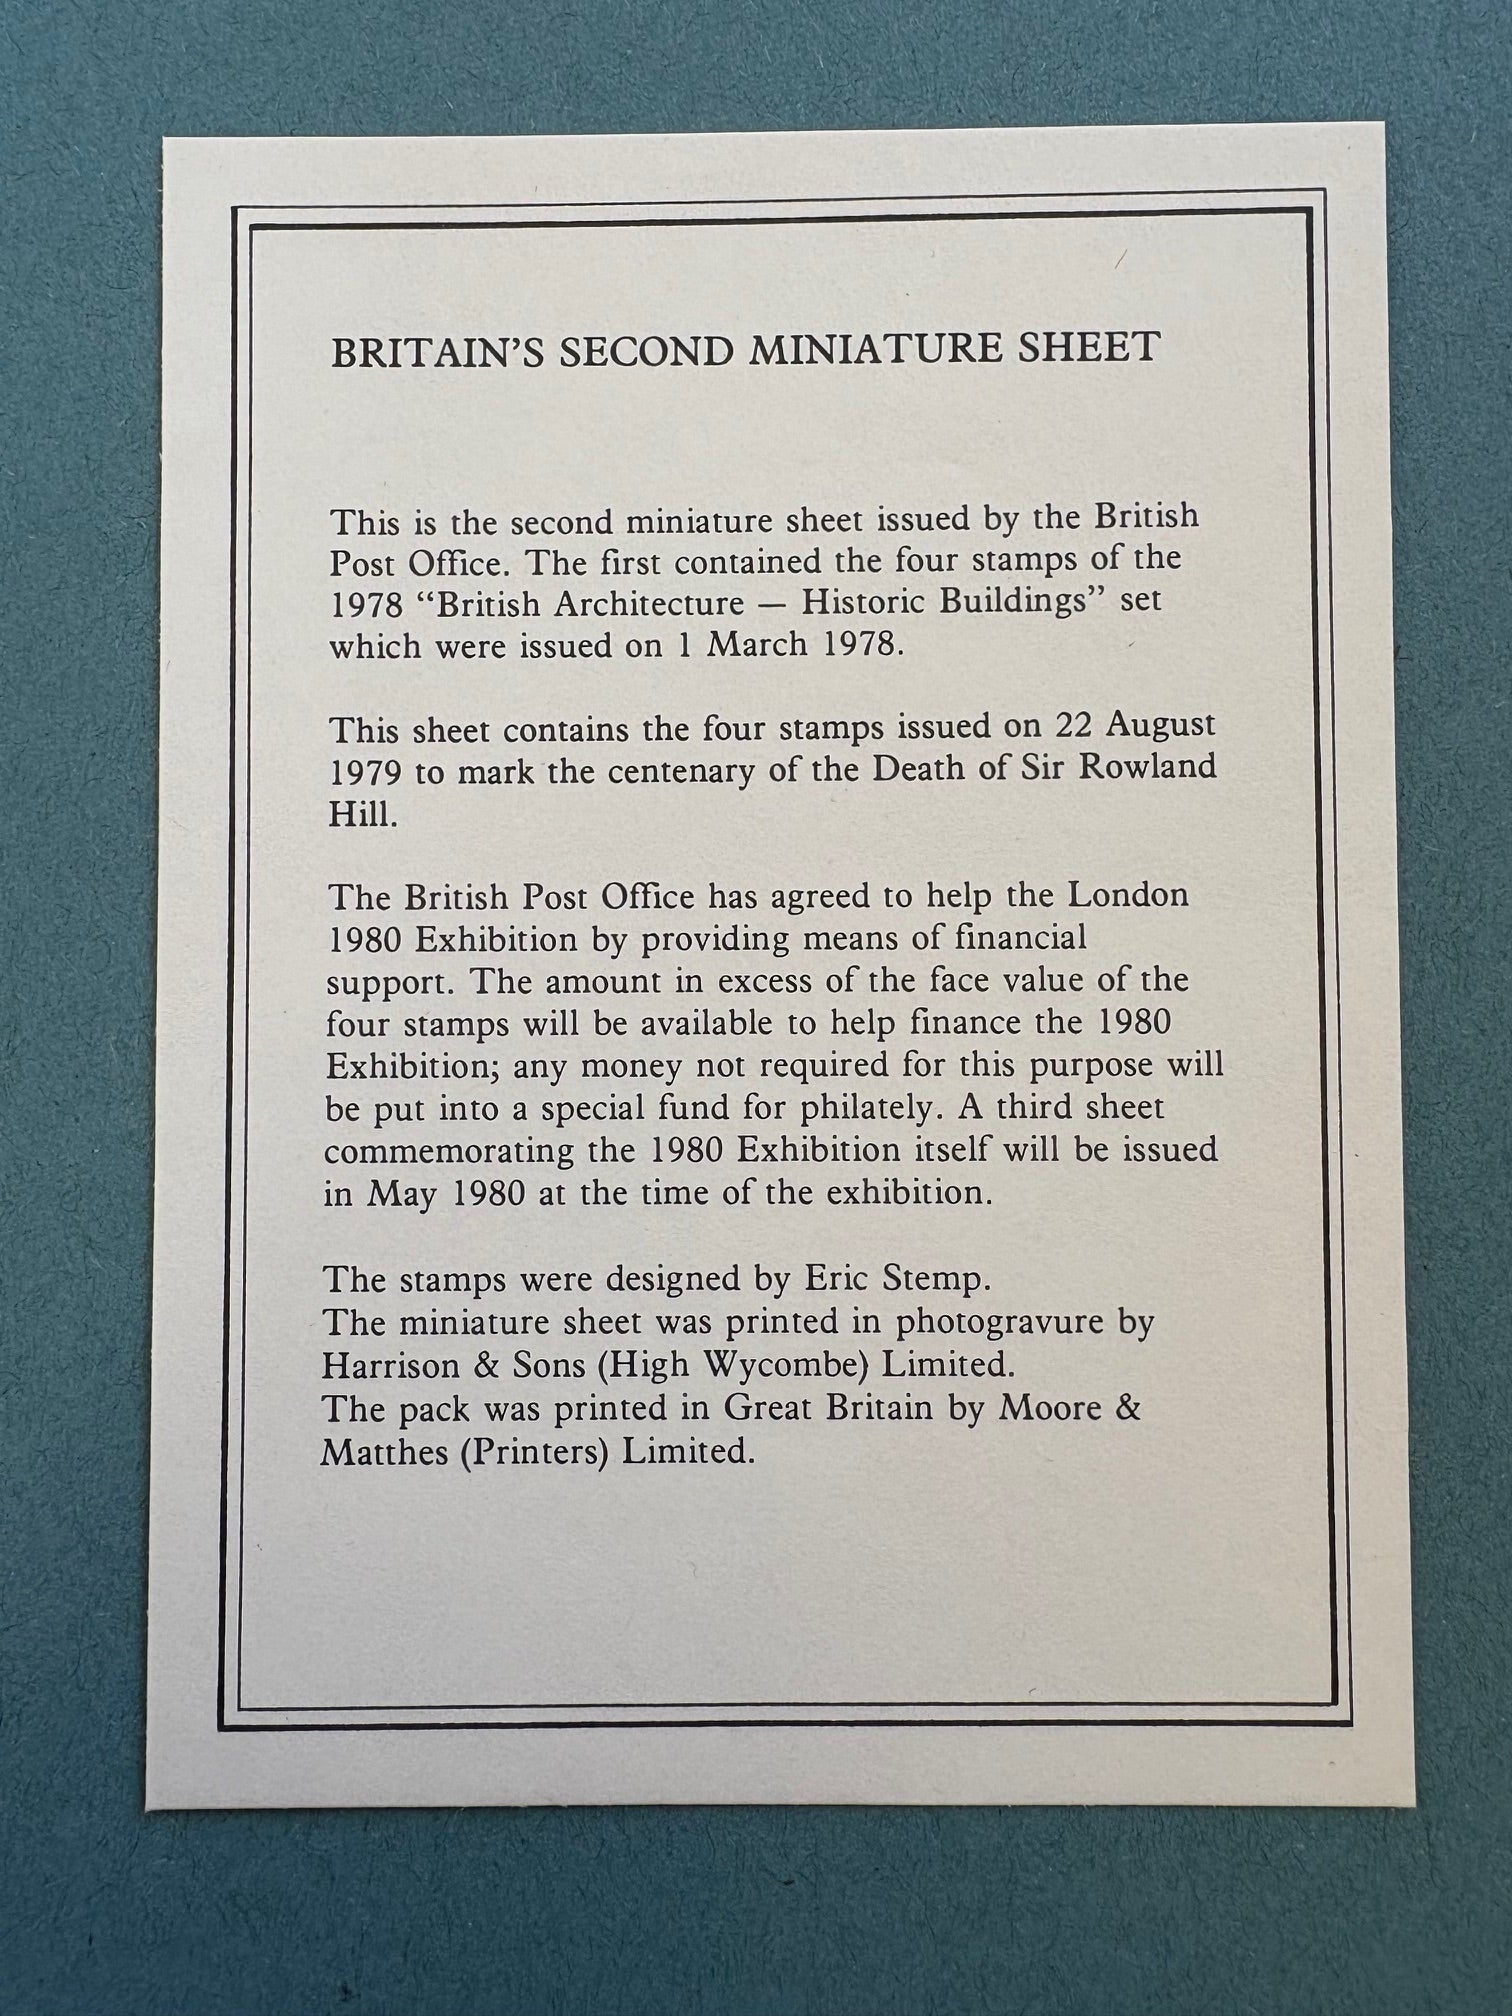 BRITAIN’S SECOND MINIATURE SHEET
This is the second miniature sheet issued by the British
Post Office. The first contained the four stamps of the
1978 “British Architecture — Historic Buildings” set
which were issued on 1 March 1978.
This sheet contains the four stamps issued on 22 August
1979 to mark the centenary of the Death of Sir Rowland
Hill.
The British Post Office has agreed to help the London
1980 Exhibition by providing means of financial
support. The amount in excess of the face value of the
four stamps will be available to help finance the 1980
Exhibition; any money not required for this purpose will
be put into a special fund for philately. A third sheet
commemorating the 1980 Exhibition itself will be issued
in May 1980 at the time of the exhibition.
The stamps were designed by Eric Stemp.
The miniature sheet was printed in photogravure by
Harrison & Sons (High Wycombe) Limited.
The pack was printed in Great Britain by Moore &
Matthes (Printers) Limited.